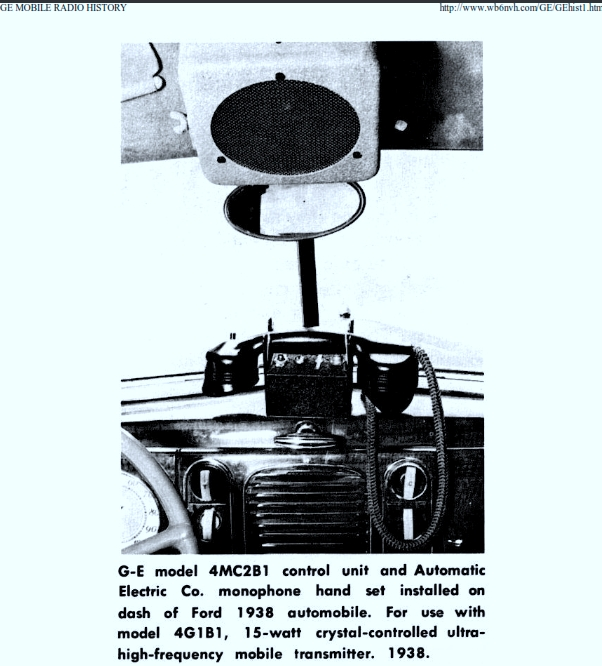 GE MOBILE RADIO HISTORY
http://www.wb6nvh.com/GE/GEhist1.htm
G-E model 4MC2B1 control unit and Automatic
Electric Co. monophone hand set installed on
dash of Ford 1938 automobile. For use with
model 4G1B1, 15-watt crystal-controlled ultra-
high-frequency mobile transmitter. 1938.